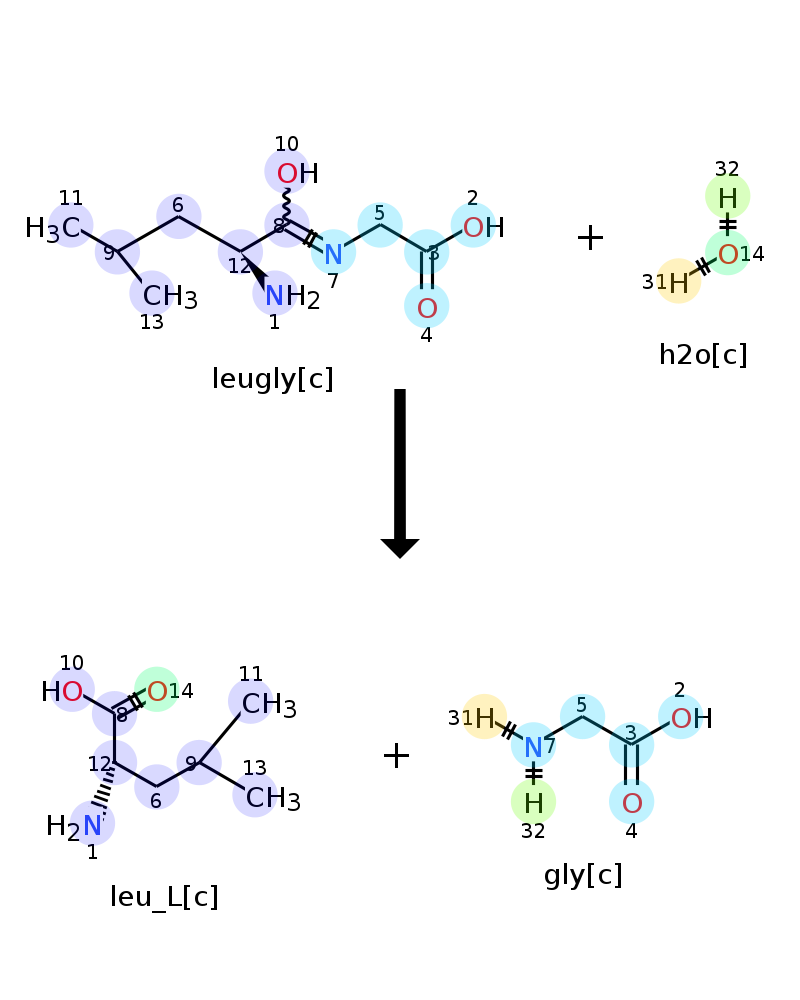 10
OH
32
H
11
6
5
2
H3C
8
OH
+
9
12
N
3
O14
7
31H
CH3
NH2
O
13
1
4
h2o[c]
leugly[c]
10
11
2
HO
O14
CH3
31H
5
OH
8
N7
3
12
9
13
+
6
CH3
H
O
H2N
32
4
1
gly[c]
leu_L[c]